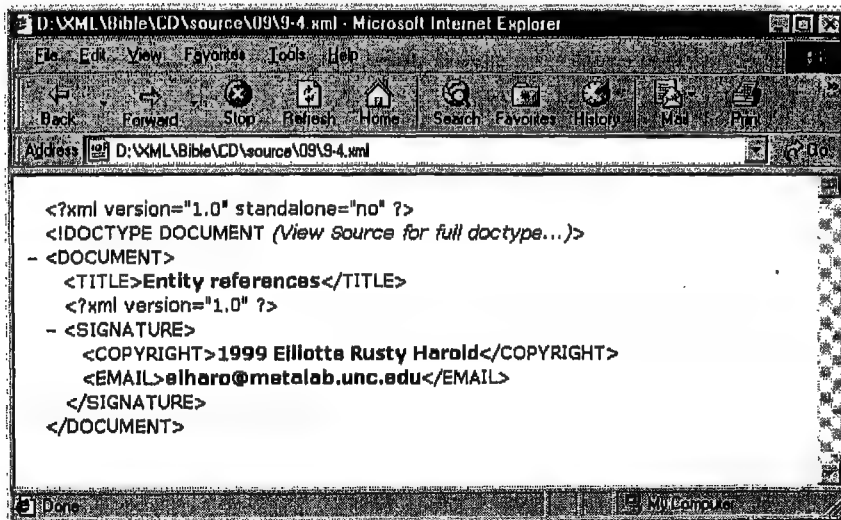 D:\XML\Bible\CD\source\09\9-4.xml - Microsoft Internet Explorer
File Edit View Favorites Tools Help
Back Forward Stop Refresh Home Search Favorites History Mail Print
Address D:\XML\Bible\CD\source\09\9-4.xml Go
<?xml version="1.0" standalone="no" ?>
<!DOCTYPE DOCUMENT (View Source for full doctype...)>
- <DOCUMENT>
<TITLE>Entity references</TITLE>
<?xml version="1.0" ?>
- <SIGNATURE>
<COPYRIGHT>1999 Elliotte Rusty Harold</COPYRIGHT>
<EMAIL>elharo@metalab.unc.edu</EMAIL>
</SIGNATURE>
</DOCUMENT>
Done My Computer